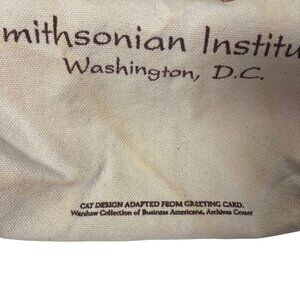 mithsonian Institu
Washington, D.C.
CAT DESIGN ADAPTED FROM GREETING CARD.
Warshaw Collection of Business Americana, Archives Center